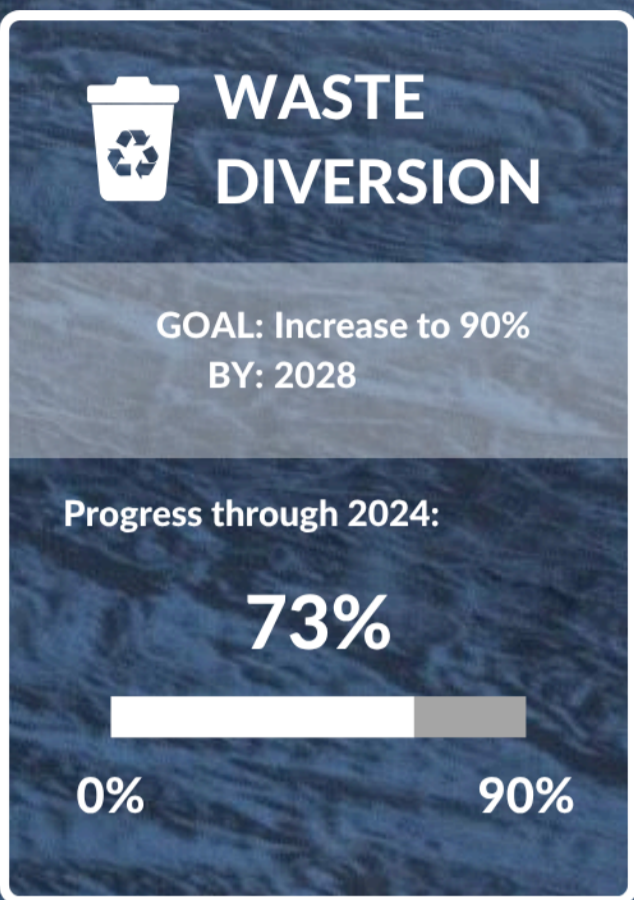 WASTE
DIVERSION
GOAL: Increase to 90%
BY: 2028
Progress through 2024:
73%
0% 90%